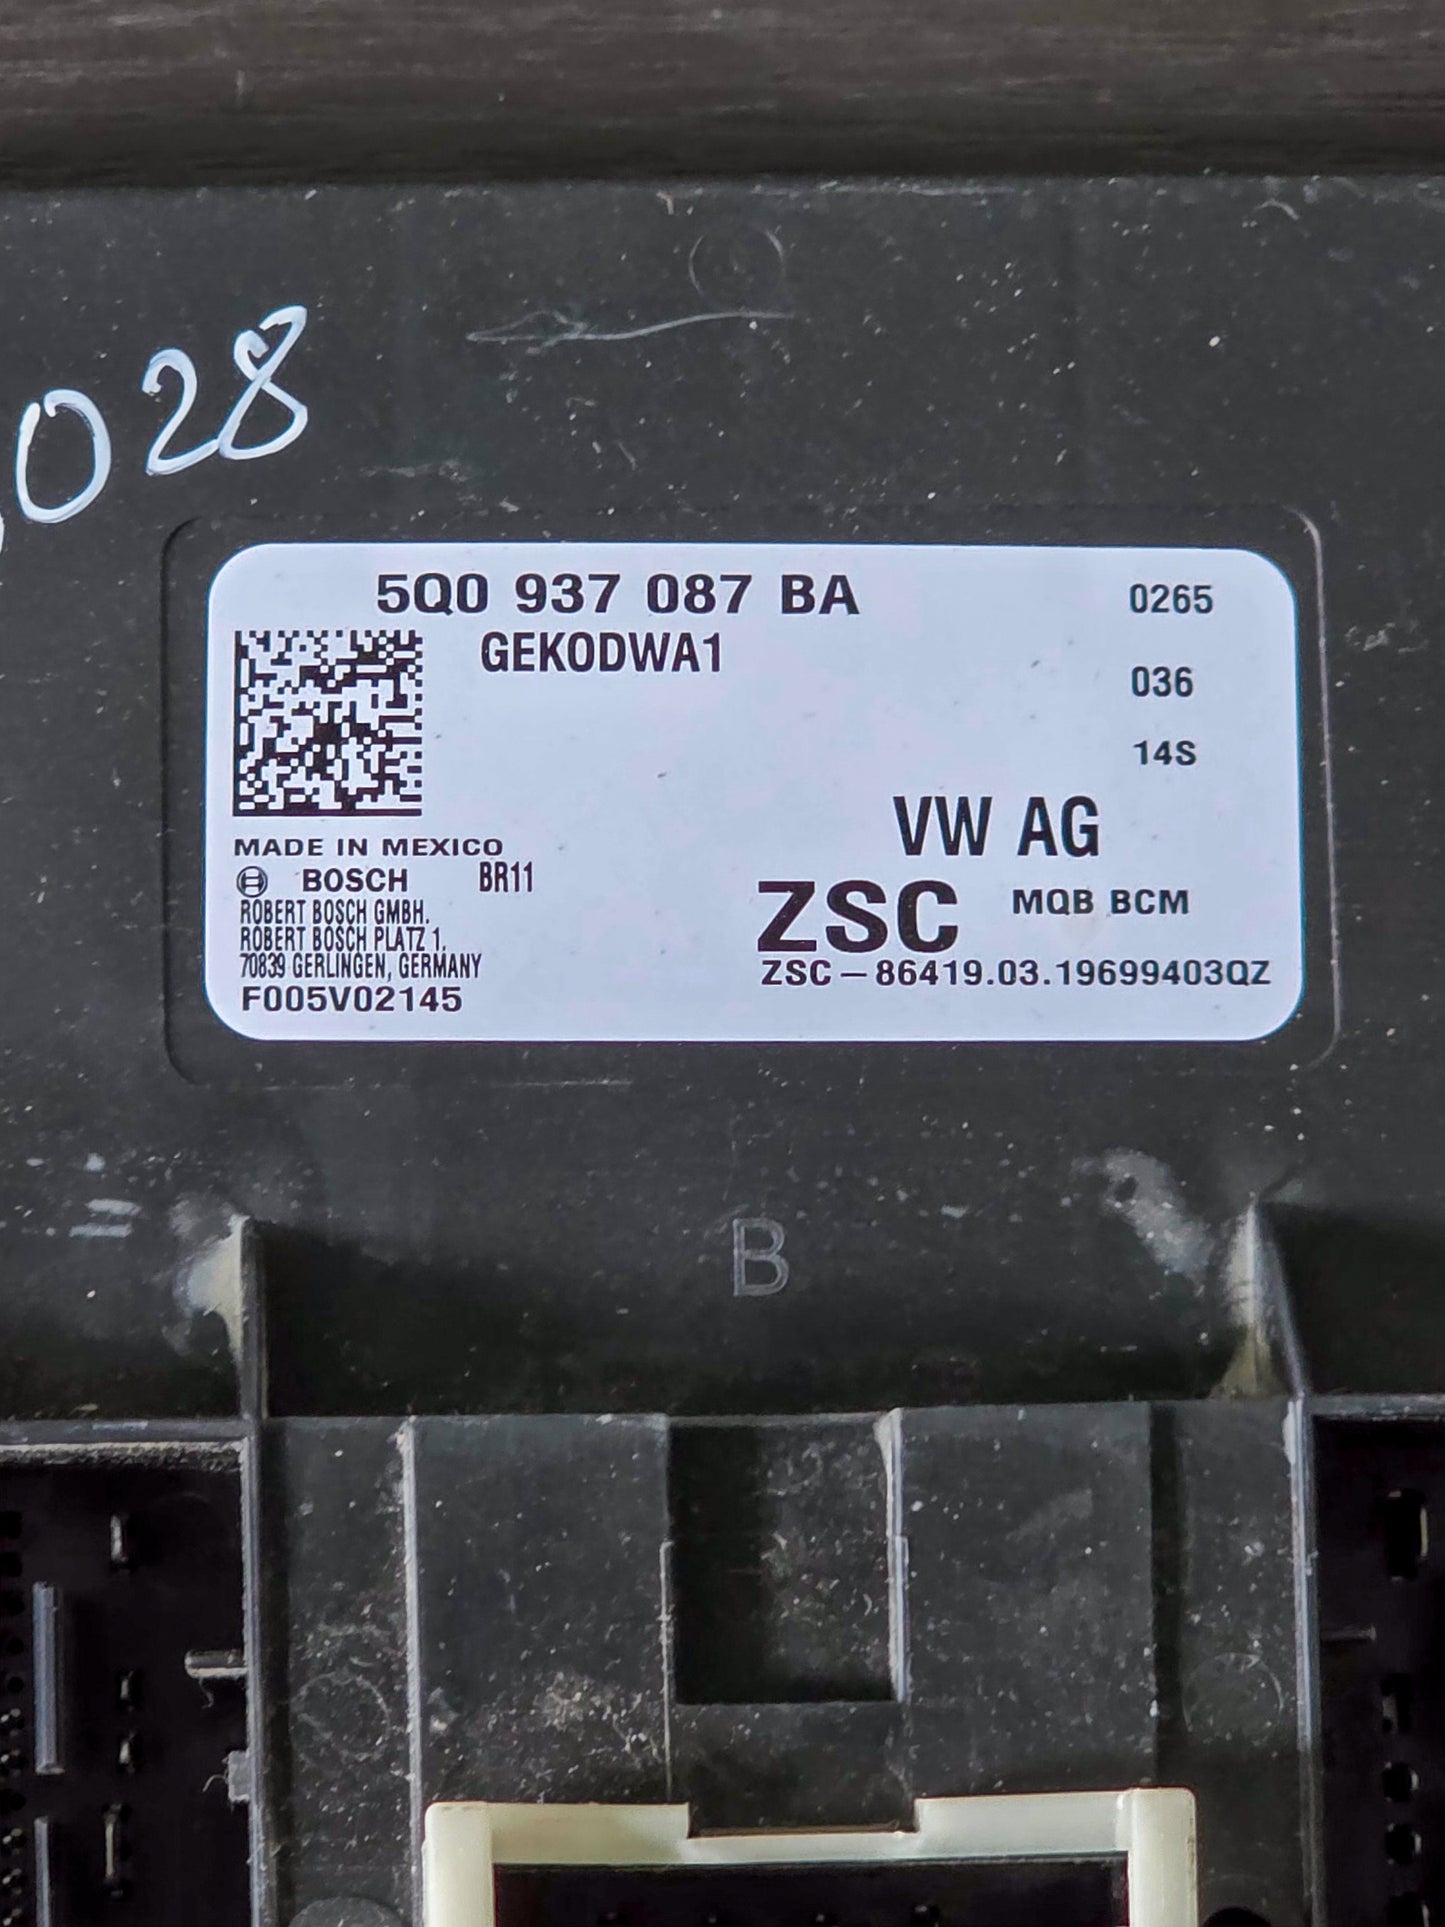 028
5Q0 937 087 BA 0265
GEKODWA1
036
14S
VW AG
MADE IN MEXICO
BOSCH BR11
ZSC MQB BCM
ROBERT BOSCH GMBH.
ROBERT BOSCH PLATZ 1.
70839 GERLINGEN, GERMANY
ZSC-86419.03.19699403QZ
F005V02145
B